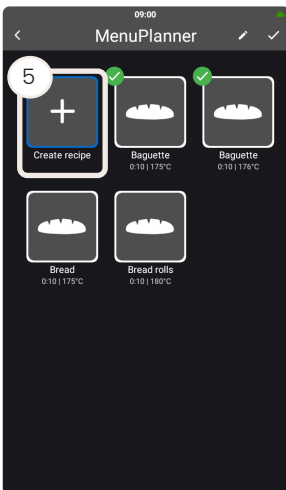 09:00
MenuPlanner
5
Create recipe
Baguette
Baguette
0:10 | 175°C
0:10 | 176°C
Bread
Bread rolls
0:10 | 175°C
0:10 | 180°C